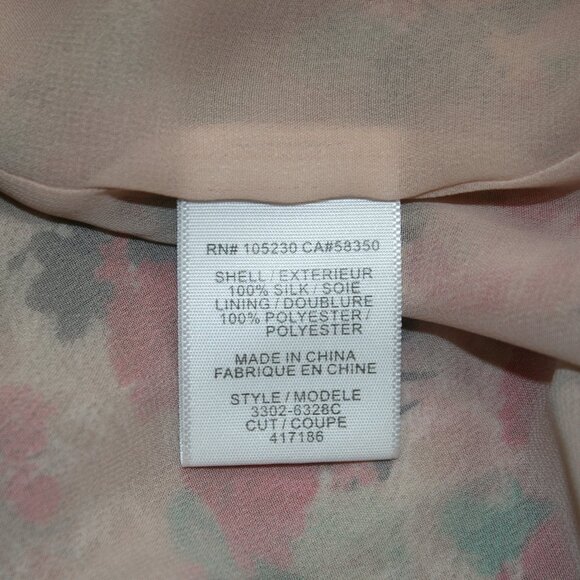 RN# 105230 CA#58350
SHELL / EXTERIEUR
100% SILK / SOIE
LINING / DOUBLURE
100% POLYESTER /
POLYESTER
MADE IN CHINA
FABRIQUE EN CHINE
STYLE / MODELE
3302-6328C
CUT / COUPE
417186